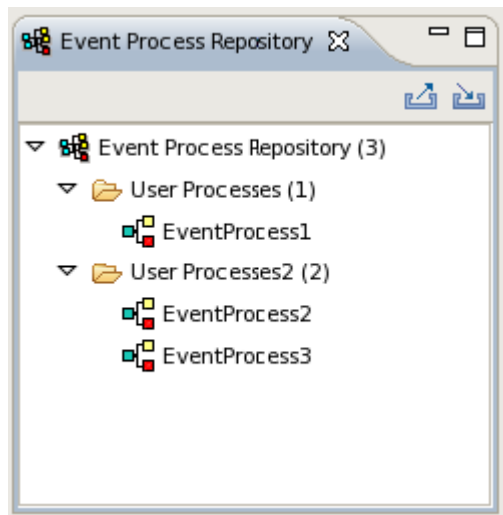 Event Process Repository
Event Process Repository (3)
User Processes (1)
EventProcess1
User Processes2 (2)
EventProcess2
EventProcess3